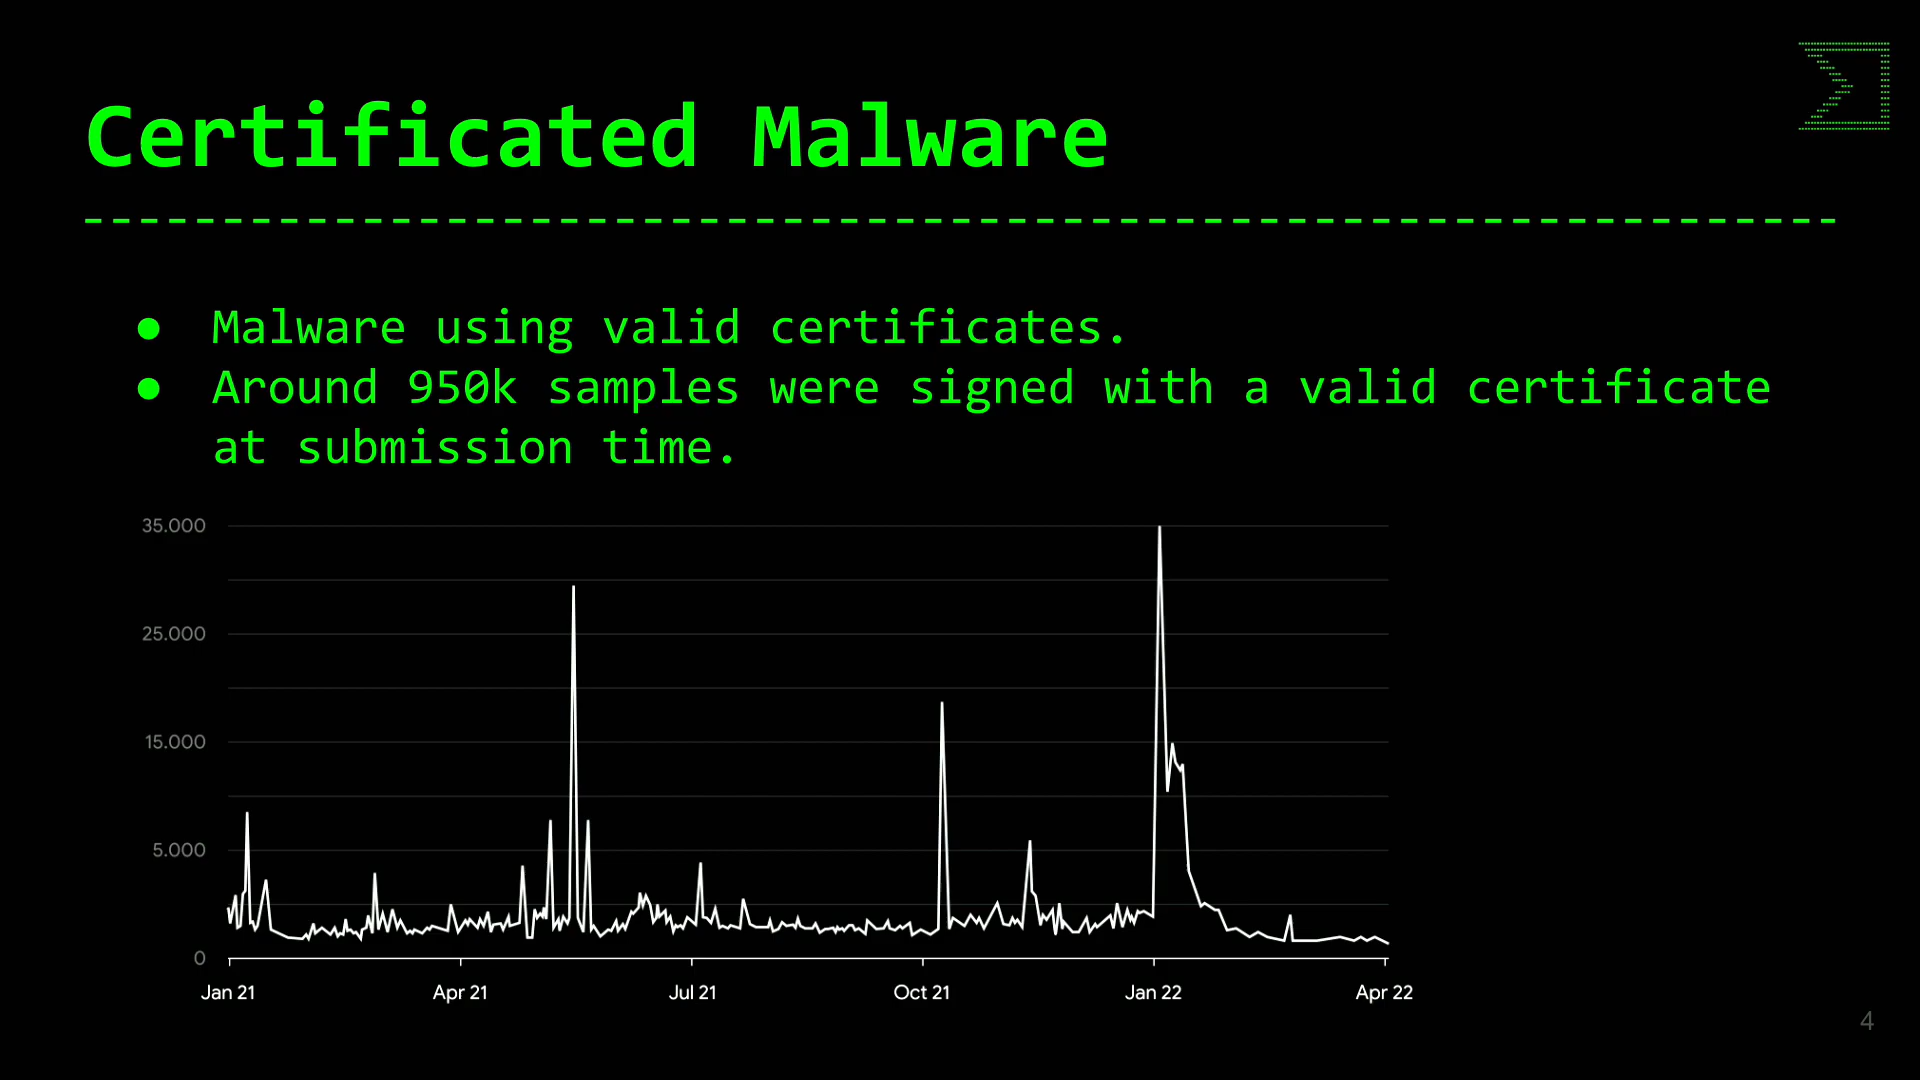 Certificated Malware
● Malware using valid certificates.
● Around 950k samples were signed with a valid certificate
at submission time.
35.000
25.000
15.000
5.000
0
Jan 21 Apr 21 Jul 21 Oct 21 Jan 22 Apr 22
4